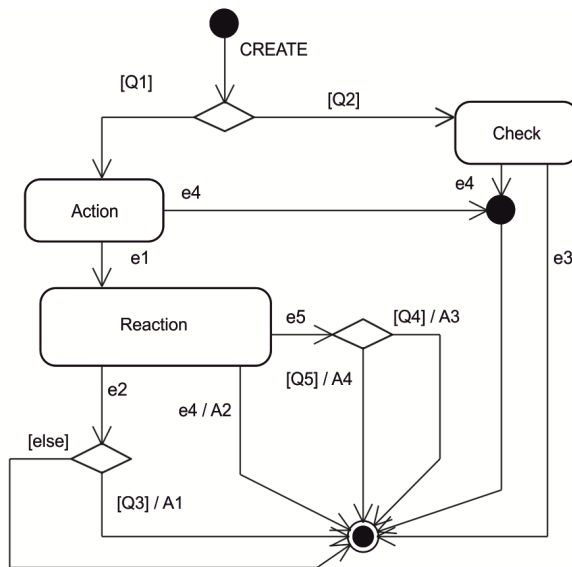 CREATE
[Q1]
[Q2]
Check
e4
e4
Action
e3
e1
Reaction
e5
[Q4] / A3
[Q5] / A4
e2
e4 / A2
[else]
[Q3] / A1